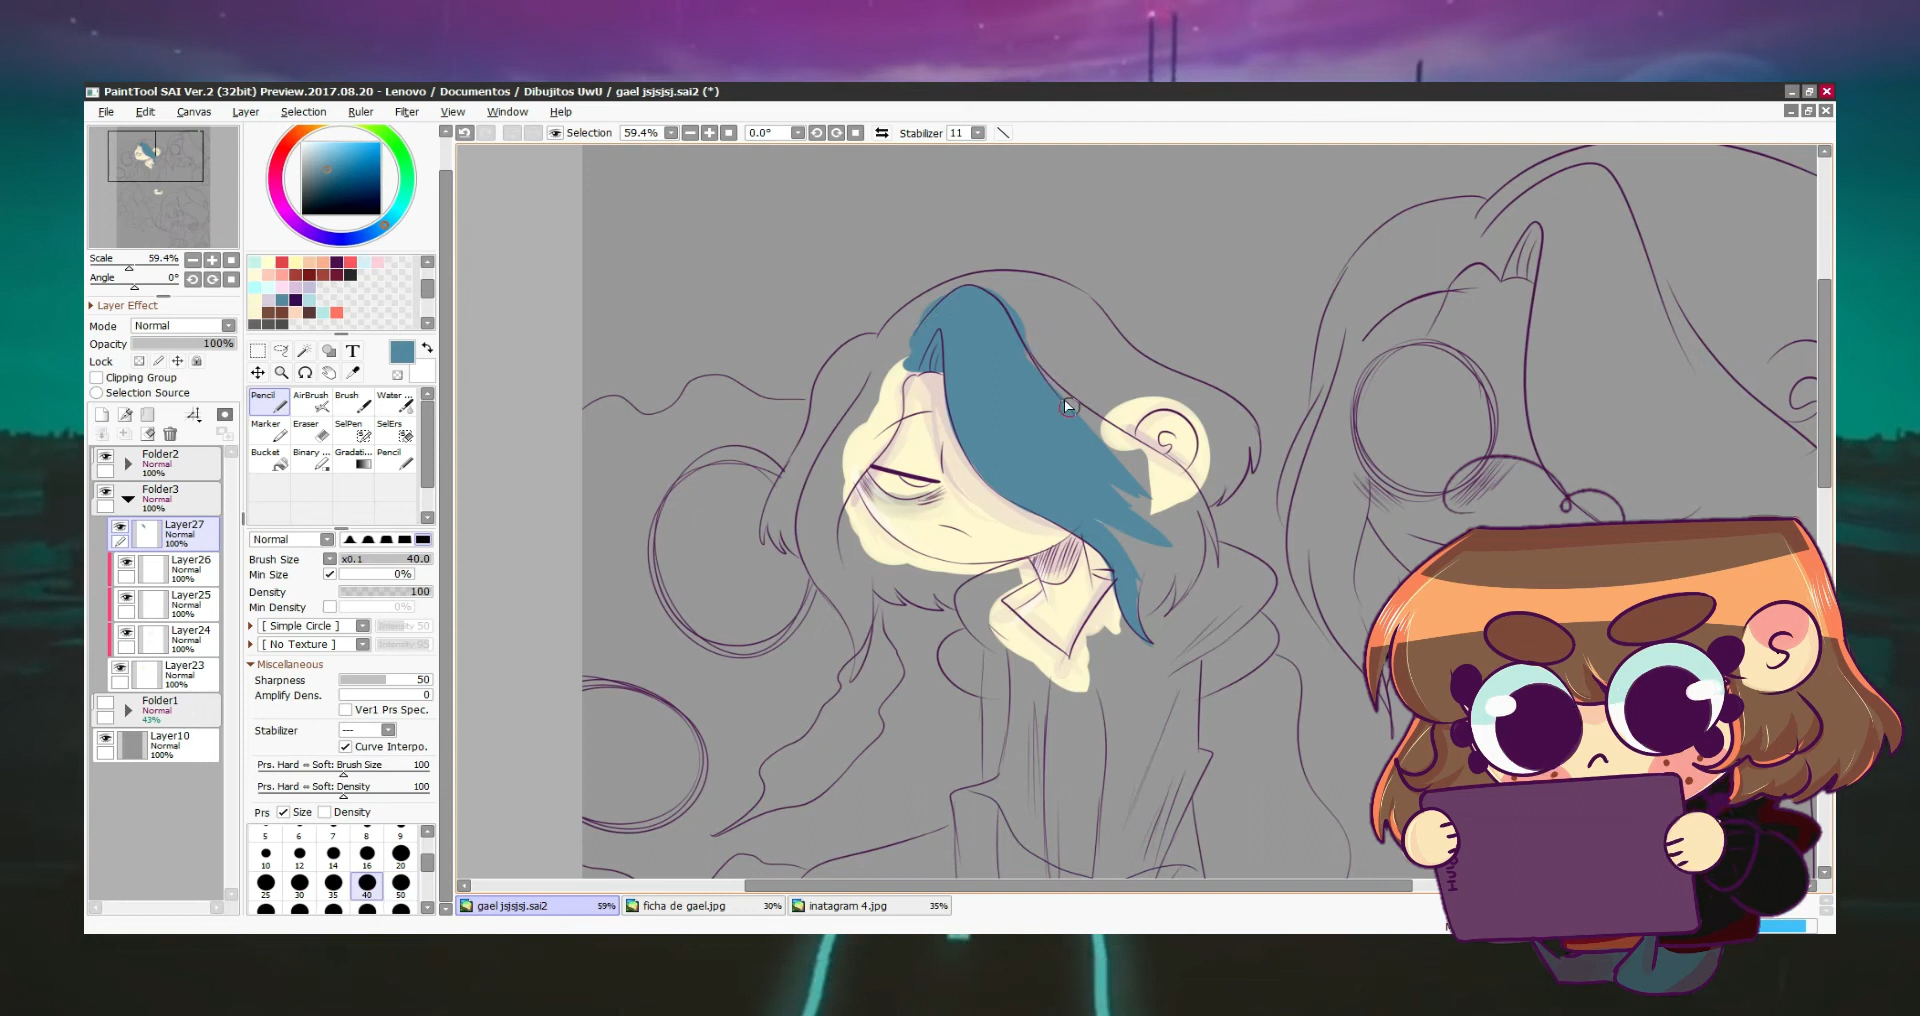 PaintTool SAI Ver.2 (32bit) Preview.2017.08.20 - Lenovo / Documentos / Dibujitos UwU / gael jsjsjsj.sai2 (*)
File Edit Canvas Layer Selection Ruler Filter View Window Help
Selection 59.4% 0.0° Stabilizer 11
Scale 59.4%
Angle 0°
Layer Effect
Mode Normal
Opacity 100%
Lock
Clipping Group
Selection Source
Folder2
Normal
100%
Folder3
Normal
100%
Layer27
Normal
100%
Layer26
Normal
100%
Layer25
Normal
100%
Layer24
Normal
100%
Layer23
Normal
100%
Folder1
Normal
43%
Layer10
Normal
100%
T
Pencil AirBrush Brush Water ...
Marker Eraser SelPen SelErs
Bucket Binary ... Gradati... Pencil
Normal
Brush Size x0.1 40.0
Min Size 0%
Density 100
Min Density 0%
[ Simple Circle ] Intensity 50
[ No Texture ] Intensity 95
Miscellaneous
Sharpness 50
Amplify Dens. 0
Ver1 Prs Spec.
Stabilizer ---
Curve Interpo.
Prs. Hard ⇔ Soft: Brush Size 100
Prs. Hard ⇔ Soft: Density 100
Prs Size Density
5 6 7 8 9
10 12 14 16 20
25 30 35 40 50
gael jsjsjsj.sai2 59% ficha de gael.jpg 30% inatagram 4.jpg 35%